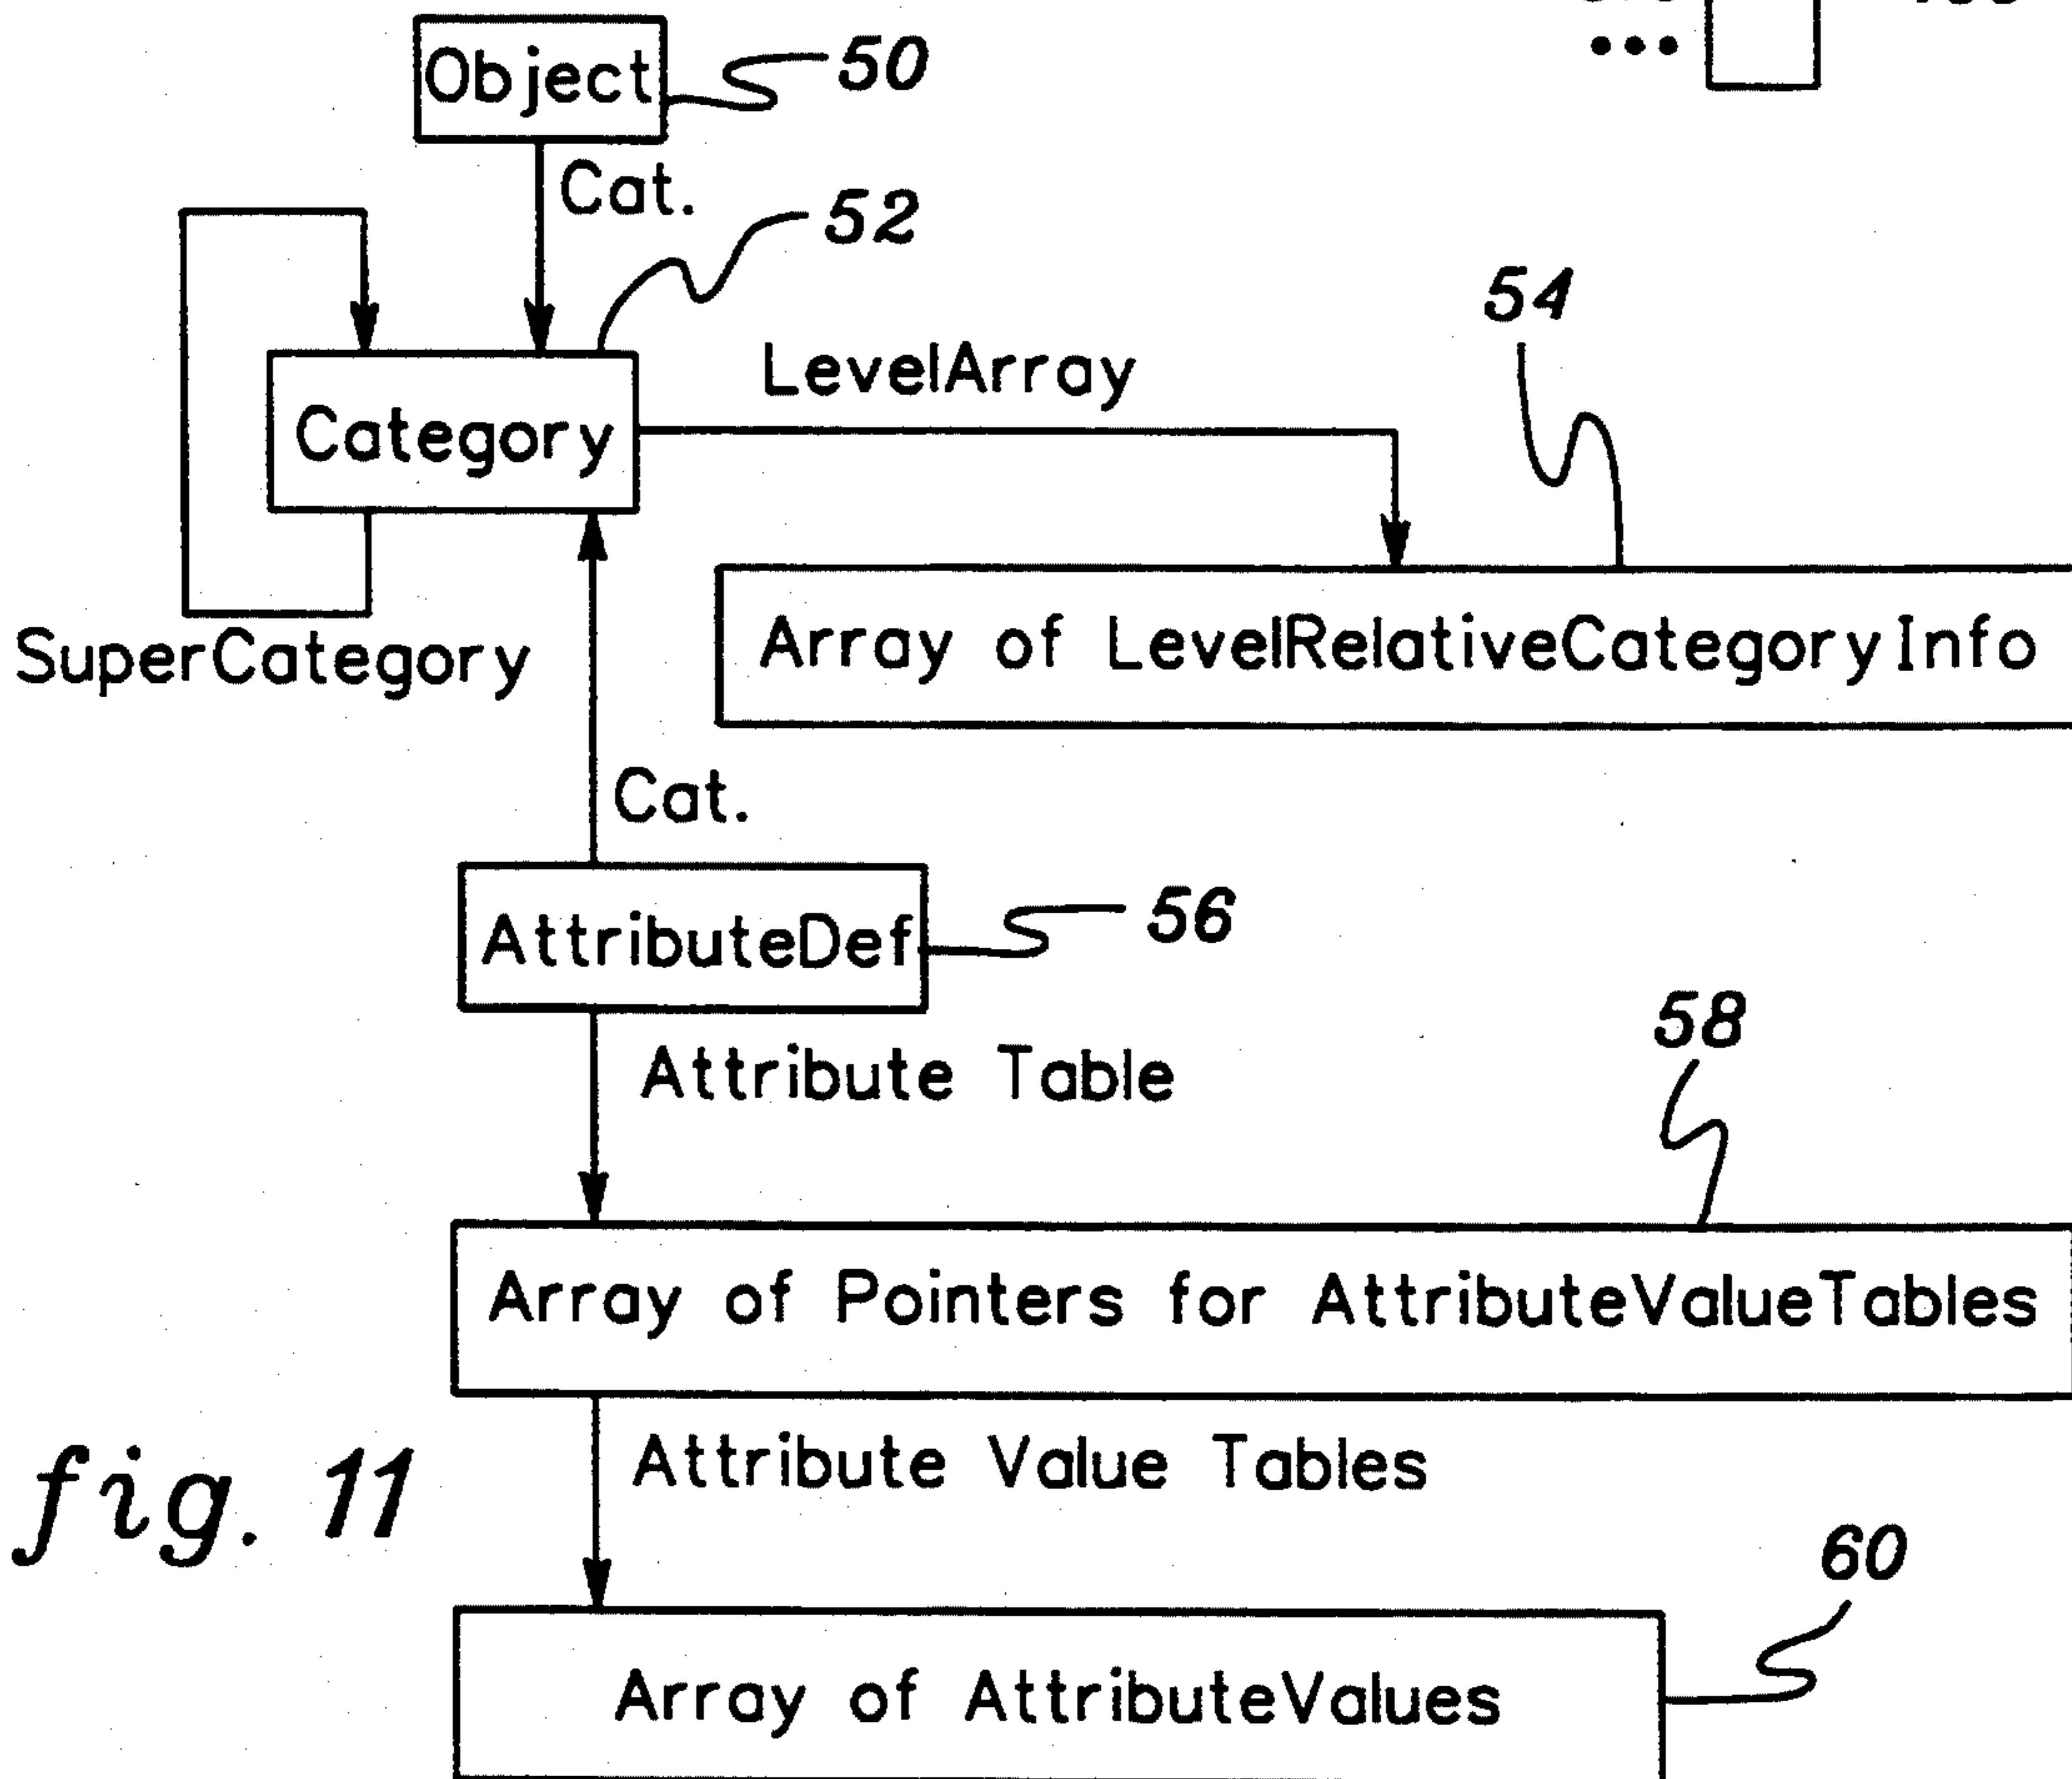 Object
50
Cat.
52
54
LevelArray
Category
Array of LevelRelativeCategoryInfo
SuperCategory
Cat.
AttributeDef
56
Attribute Table
58
Array of Pointers for AttributeValueTables
Attribute Value Tables
fig. 11
60
Array of AttributeValues